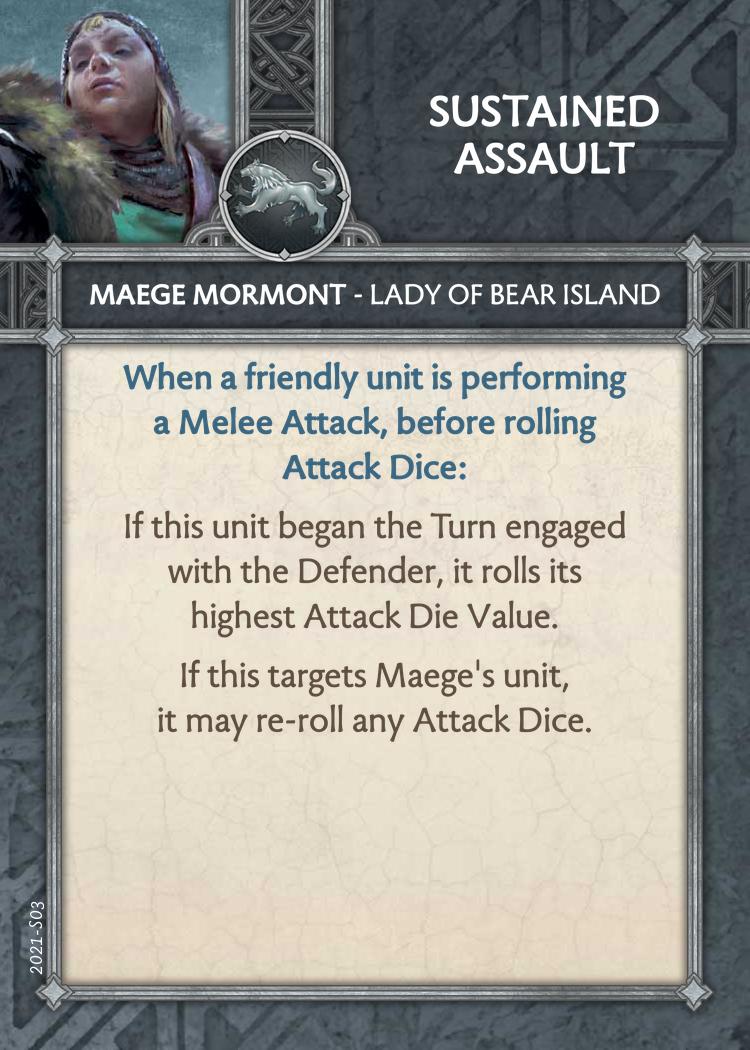 SUSTAINED
ASSAULT
MAEGE MORMONT - LADY OF BEAR ISLAND
When a friendly unit is performing
a Melee Attack, before rolling
Attack Dice:
If this unit began the Turn engaged
with the Defender, it rolls its
highest Attack Die Value.
If this targets Maege's unit,
it may re-roll any Attack Dice.
2021-S03